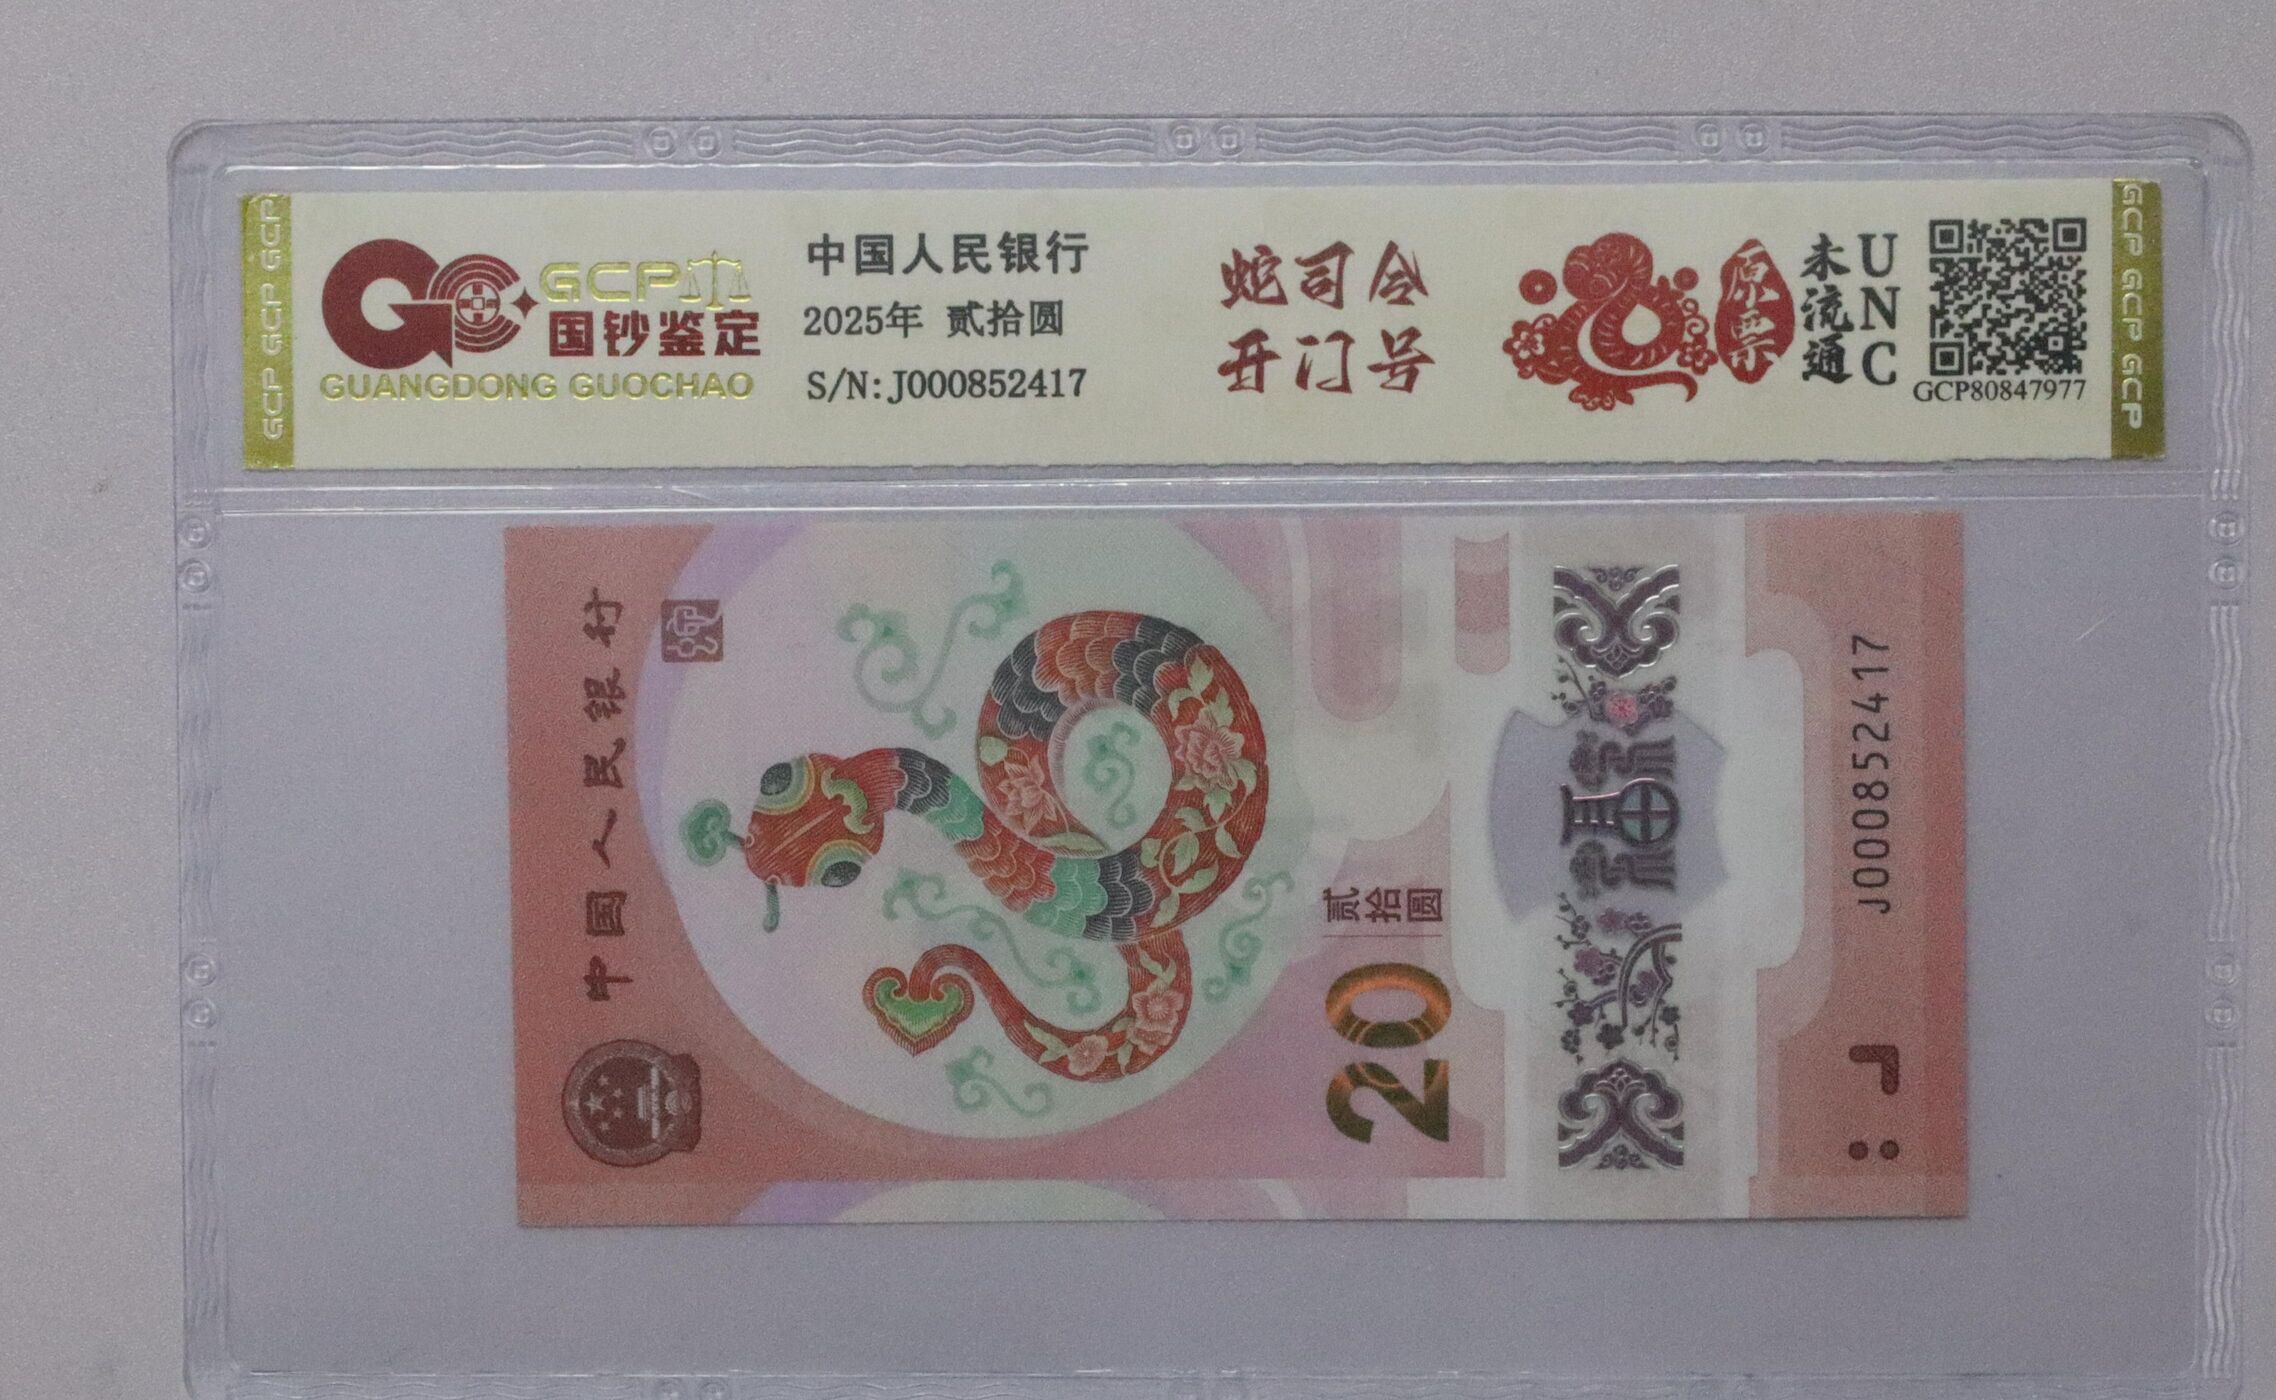 GCP GCP GCP
GCP
国钞鉴定
GUANGDONG GUOCHAO
中国人民银行
2025年 贰拾圆
S/N:J000852417
蛇司令
开门号
原票
未流通
UNC
GCP80847977
GCP GCP GCP
中国人民银行
贰拾圆
20
福
J000852417